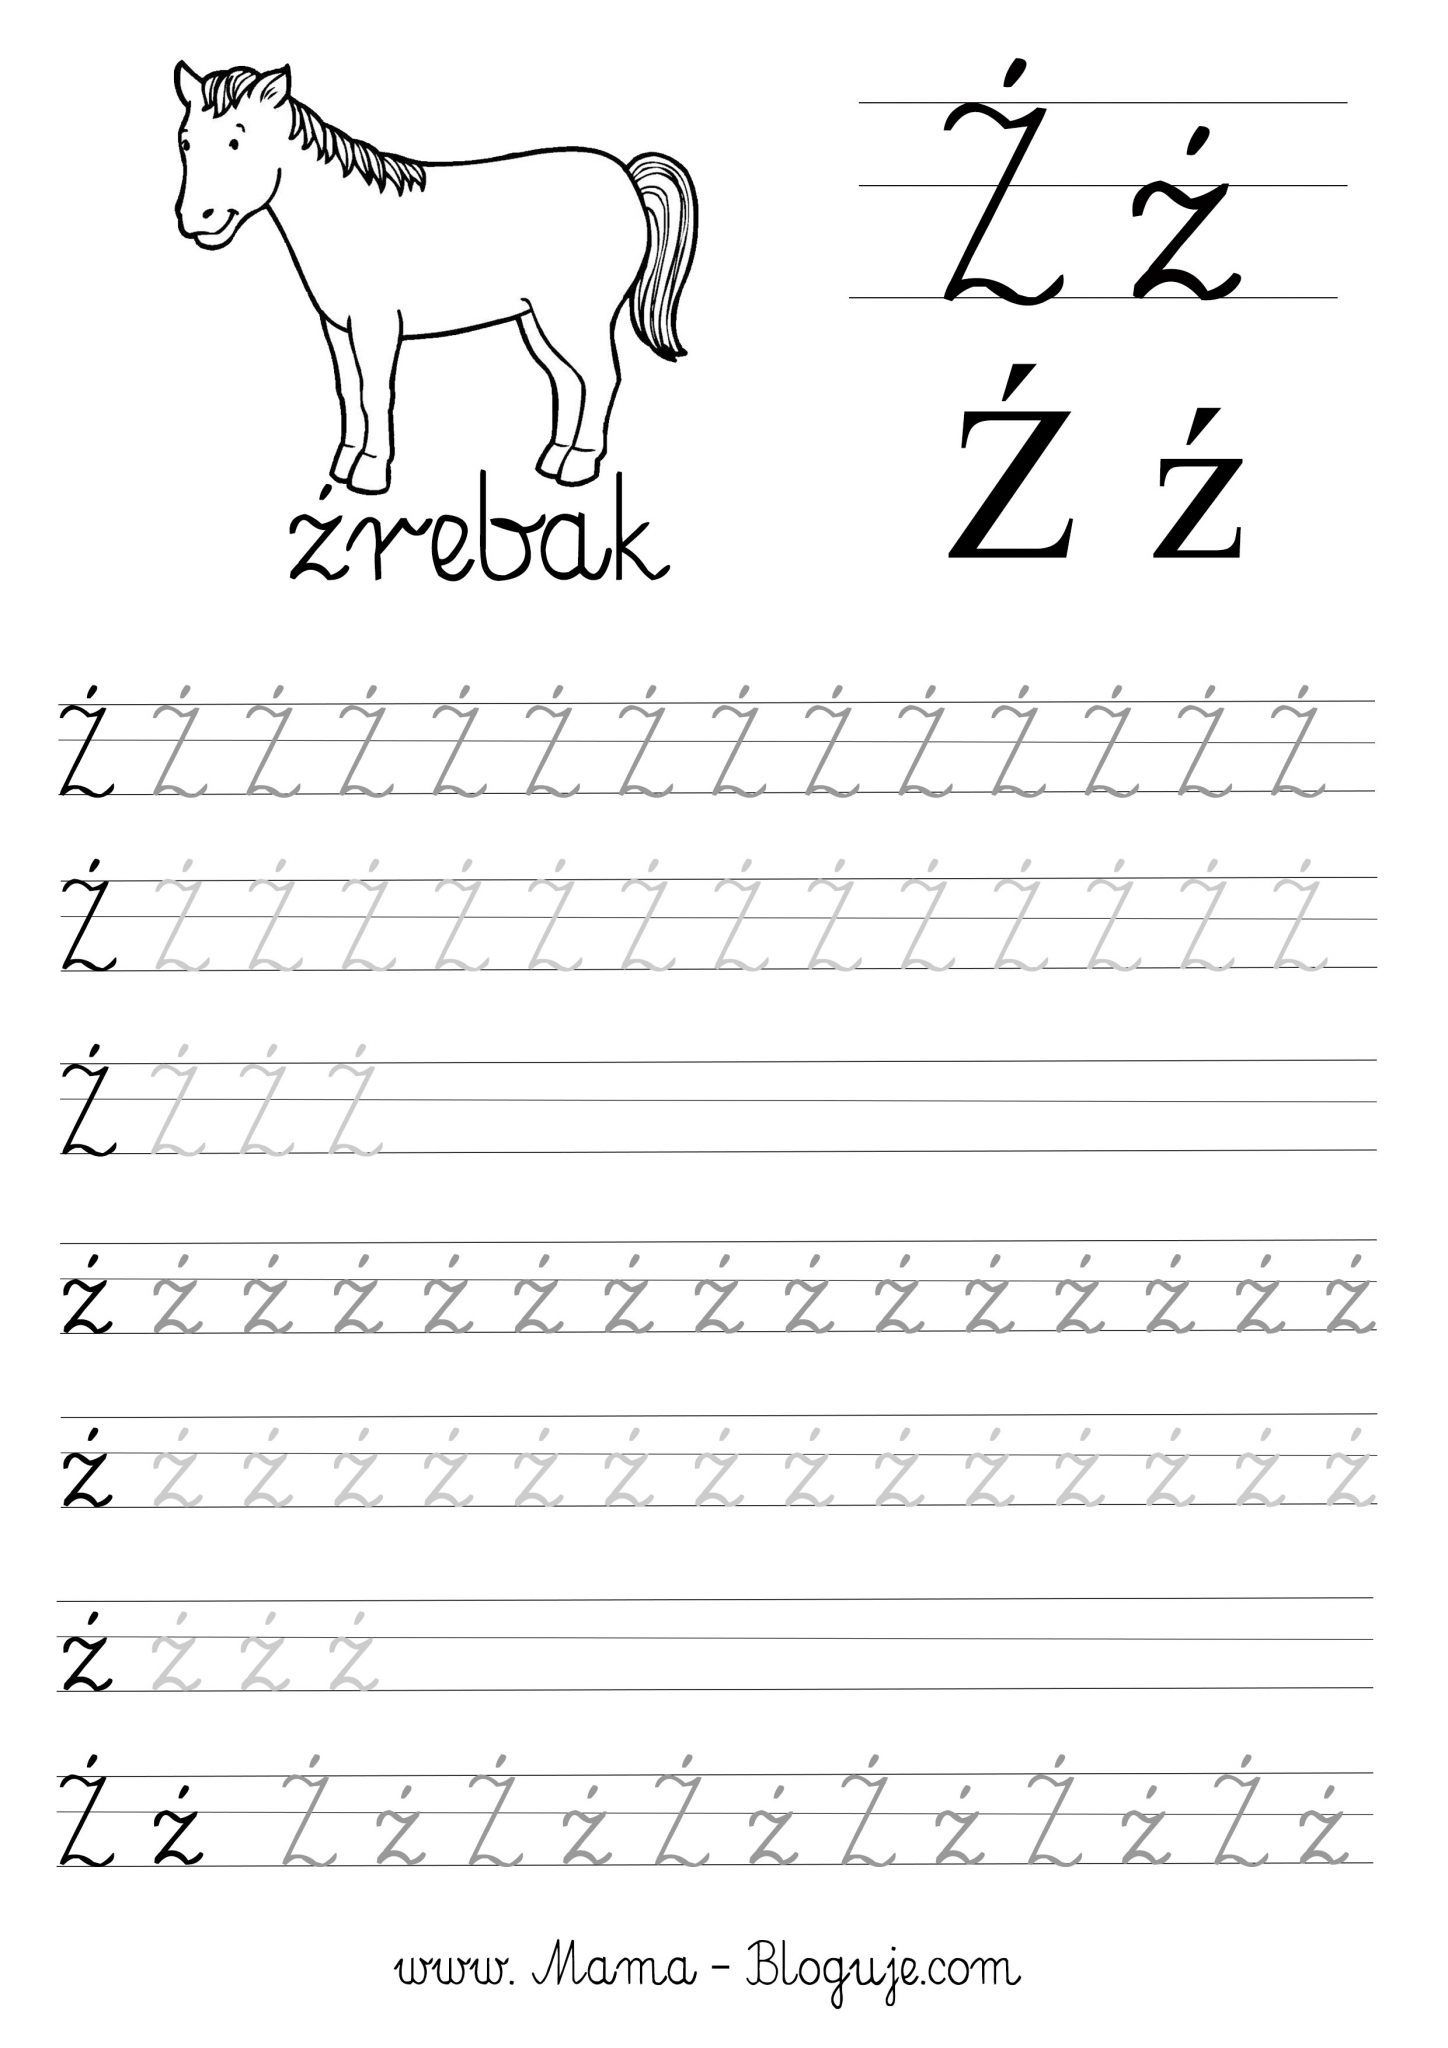 Ź ź
Ź ź
źrebak
Ź Ź Ź Ź Ź Ź Ź Ź Ź Ź Ź Ź Ź Ź
Ź Ź Ź Ź Ź Ź Ź Ź Ź Ź Ź Ź Ź Ź
Ź Ź Ź Ź
ź ź ź ź ź ź ź ź ź ź ź ź ź ź ź
ź ź ź ź ź ź ź ź ź ź ź ź ź ź ź
ź ź ź ź
Ź ź Ź ź Ź ź Ź ź Ź ź Ź ź Ź ź
www. Mama - Bloguje.com